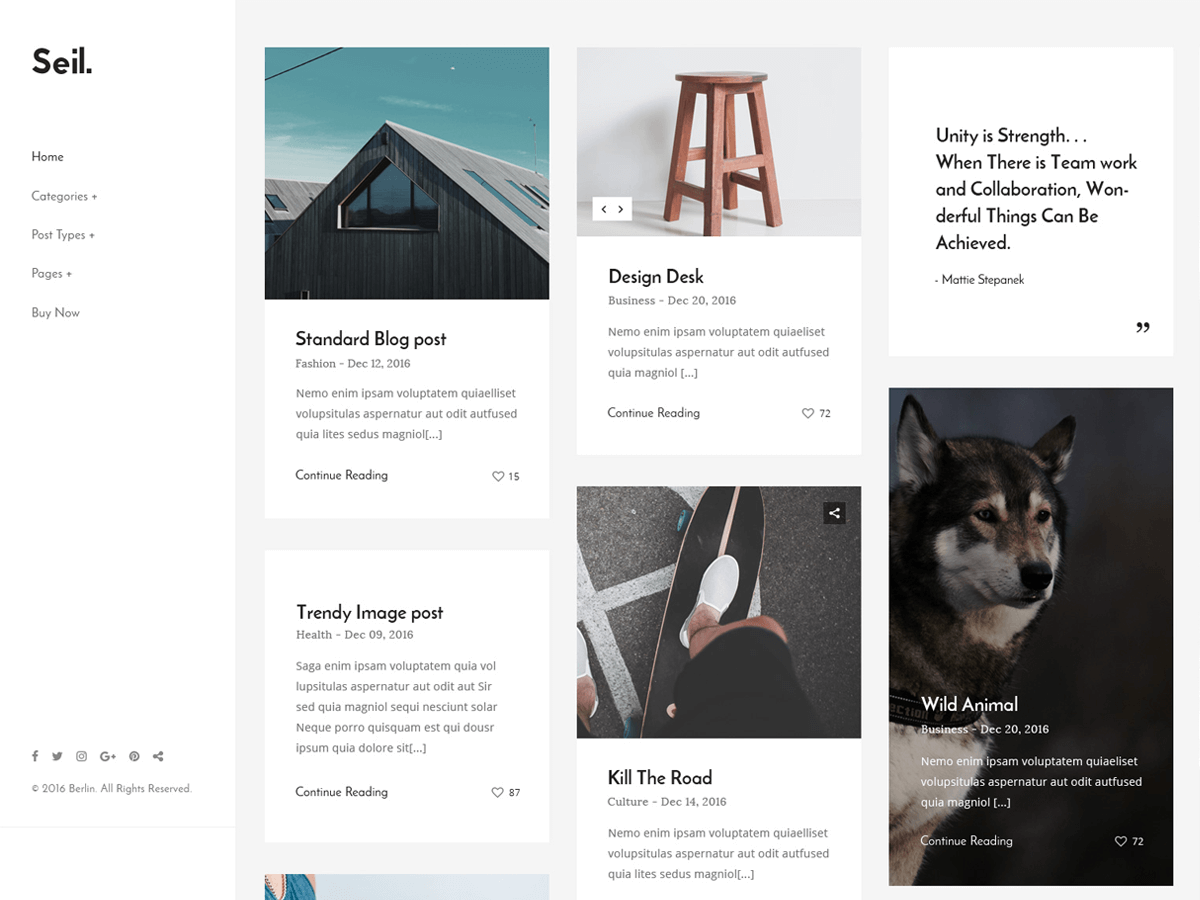 Seil.
Home
Categories +
Post Types +
Pages +
Buy Now
© 2016 Berlin. All Rights Reserved.
Standard Blog post
Fashion - Dec 12, 2016
Nemo enim ipsam voluptatem quiaelliset
volupsitulas aspernatur aut odit autfused
quia lites sedus magniol[...]
Continue Reading
15
Trendy Image post
Health - Dec 09, 2016
Saga enim ipsam voluptatem quia vol
lupsitulas aspernatur aut odit aut Sir
sed quia magniol sequi nesciunt solar
Neque porro quisquam est qui dousr
ipsum quia dolore sit[...]
Continue Reading
87
Design Desk
Business - Dec 20, 2016
Nemo enim ipsam voluptatem quiaeliset
volupsitulas aspernatur aut odit autfused
quia magniol [...]
Continue Reading
72
Kill The Road
Culture - Dec 14, 2016
Nemo enim ipsam voluptatem quiaelliset
volupsitulas aspernatur aut odit autfused
quia lites sedus magniol[...]
Unity is Strength. . .
When There is Team work
and Collaboration, Won-
derful Things Can Be
Achieved.
- Mattie Stepanek
”
Wild Animal
Business - Dec 20, 2016
Nemo enim ipsam voluptatem quiaeliset
volupsitulas aspernatur aut odit autfused
quia magniol [...]
Continue Reading
72